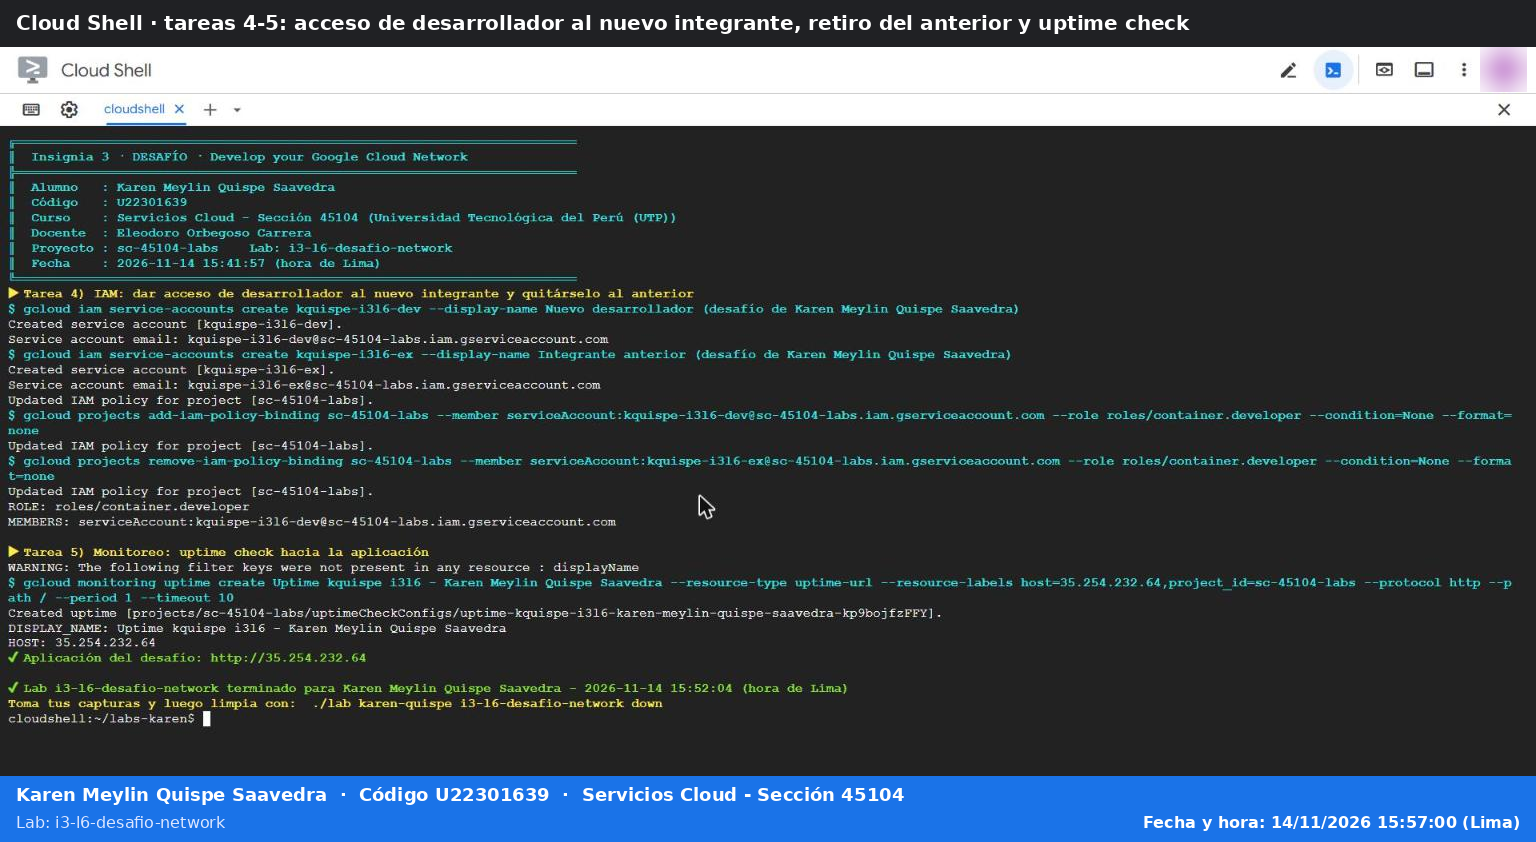 Cloud Shell · tareas 4-5: acceso de desarrollador al nuevo integrante, retiro del anterior y uptime check
Cloud Shell
cloudshell
Insignia 3 · DESAFÍO · Develop your Google Cloud Network
Alumno : Karen Meylin Quispe Saavedra
Código : U22301639
Curso : Servicios Cloud - Sección 45104 (Universidad Tecnológica del Perú (UTP))
Docente : Eleodoro Orbegoso Carrera
Proyecto : sc-45104-labs Lab: i3-l6-desafio-network
Fecha : 2026-11-14 15:41:57 (hora de Lima)
▶ Tarea 4) IAM: dar acceso de desarrollador al nuevo integrante y quitárselo al anterior
$ gcloud iam service-accounts create kquispe-i3l6-dev --display-name Nuevo desarrollador (desafío de Karen Meylin Quispe Saavedra)
Created service account [kquispe-i3l6-dev].
Service account email: kquispe-i3l6-dev@sc-45104-labs.iam.gserviceaccount.com
$ gcloud iam service-accounts create kquispe-i3l6-ex --display-name Integrante anterior (desafío de Karen Meylin Quispe Saavedra)
Created service account [kquispe-i3l6-ex].
Service account email: kquispe-i3l6-ex@sc-45104-labs.iam.gserviceaccount.com
Updated IAM policy for project [sc-45104-labs].
$ gcloud projects add-iam-policy-binding sc-45104-labs --member serviceAccount:kquispe-i3l6-dev@sc-45104-labs.iam.gserviceaccount.com --role roles/container.developer --condition=None --format=
none
Updated IAM policy for project [sc-45104-labs].
$ gcloud projects remove-iam-policy-binding sc-45104-labs --member serviceAccount:kquispe-i3l6-ex@sc-45104-labs.iam.gserviceaccount.com --role roles/container.developer --condition=None --forma
t=none
Updated IAM policy for project [sc-45104-labs].
ROLE: roles/container.developer
MEMBERS: serviceAccount:kquispe-i3l6-dev@sc-45104-labs.iam.gserviceaccount.com
▶ Tarea 5) Monitoreo: uptime check hacia la aplicación
WARNING: The following filter keys were not present in any resource : displayName
$ gcloud monitoring uptime create Uptime kquispe i3l6 - Karen Meylin Quispe Saavedra --resource-type uptime-url --resource-labels host=35.254.232.64,project_id=sc-45104-labs --protocol http --p
ath / --period 1 --timeout 10
Created uptime [projects/sc-45104-labs/uptimeCheckConfigs/uptime-kquispe-i3l6-karen-meylin-quispe-saavedra-kp9bojfzFFY].
DISPLAY_NAME: Uptime kquispe i3l6 - Karen Meylin Quispe Saavedra
HOST: 35.254.232.64
✔ Aplicación del desafío: http://35.254.232.64
✔ Lab i3-l6-desafio-network terminado para Karen Meylin Quispe Saavedra - 2026-11-14 15:52:04 (hora de Lima)
Toma tus capturas y luego limpia con: ./lab karen-quispe i3-l6-desafio-network down
cloudshell:~/labs-karen$
Karen Meylin Quispe Saavedra · Código U22301639 · Servicios Cloud - Sección 45104
Lab: i3-l6-desafio-network
Fecha y hora: 14/11/2026 15:57:00 (Lima)